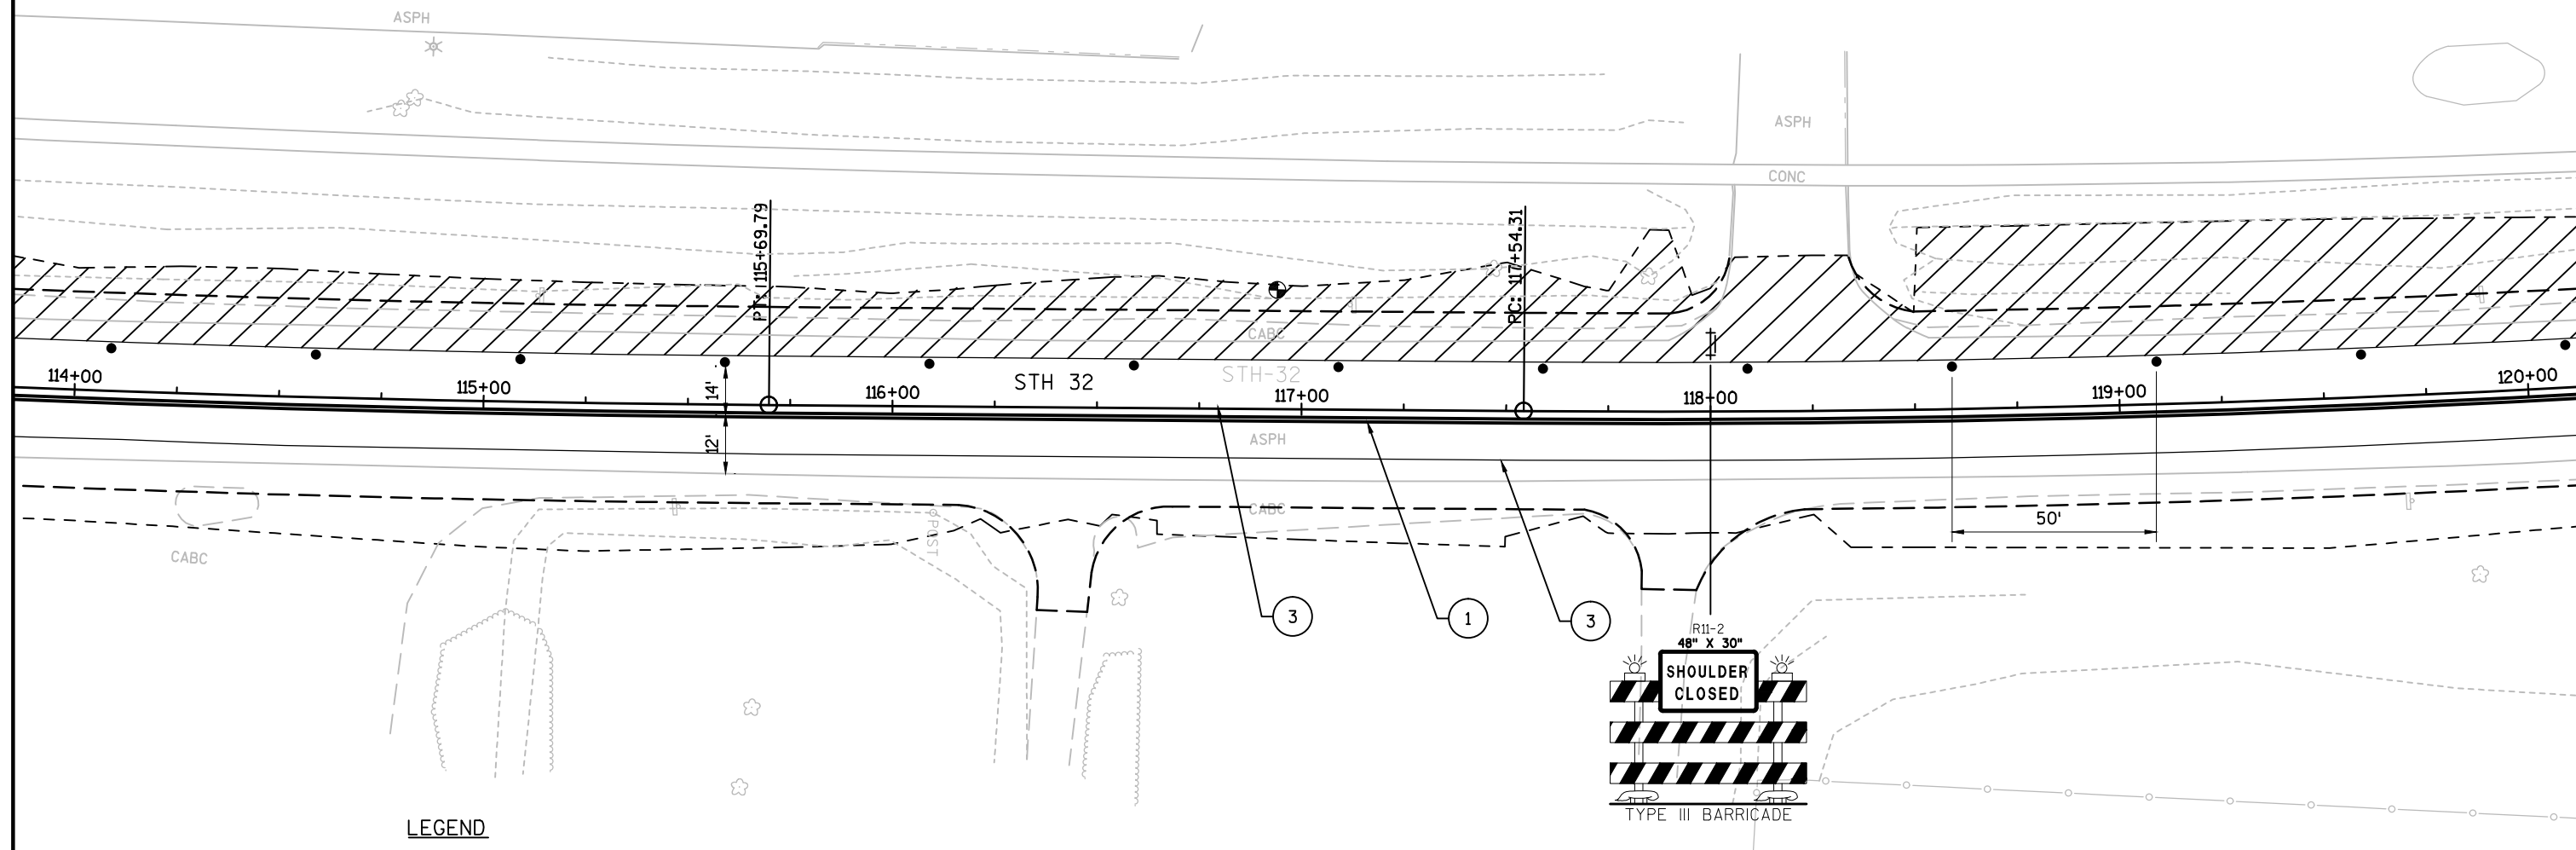 ASPH
ASPH
CONC
PT: 115+69.79
PC: 117+54.31
CABC
114+00
115+00
116+00
STH 32
STH-32
117+00
118+00
119+00
120+00
14'
12'
ASPH
CABC
POST
CABC
50'
3
1
3
R11-2
48" X 30"
SHOULDER
CLOSED
TYPE III BARRICADE
LEGEND